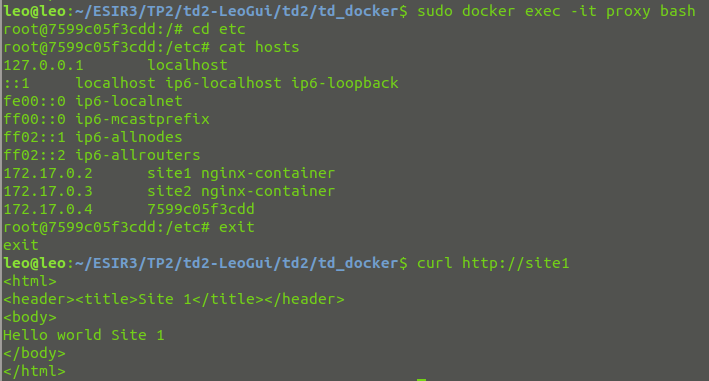 leo@leo:~/ESIR3/TP2/td2-LeoGui/td2/td_docker$ sudo docker exec -it proxy bash
root@7599c05f3cdd:/# cd etc
root@7599c05f3cdd:/etc# cat hosts
127.0.0.1       localhost
::1     localhost ip6-localhost ip6-loopback
fe00::0 ip6-localnet
ff00::0 ip6-mcastprefix
ff02::1 ip6-allnodes
ff02::2 ip6-allrouters
172.17.0.2      site1 nginx-container
172.17.0.3      site2 nginx-container
172.17.0.4      7599c05f3cdd
root@7599c05f3cdd:/etc# exit
exit
leo@leo:~/ESIR3/TP2/td2-LeoGui/td2/td_docker$ curl http://site1
<html>
<header><title>Site 1</title></header>
<body>
Hello world Site 1
</body>
</html>